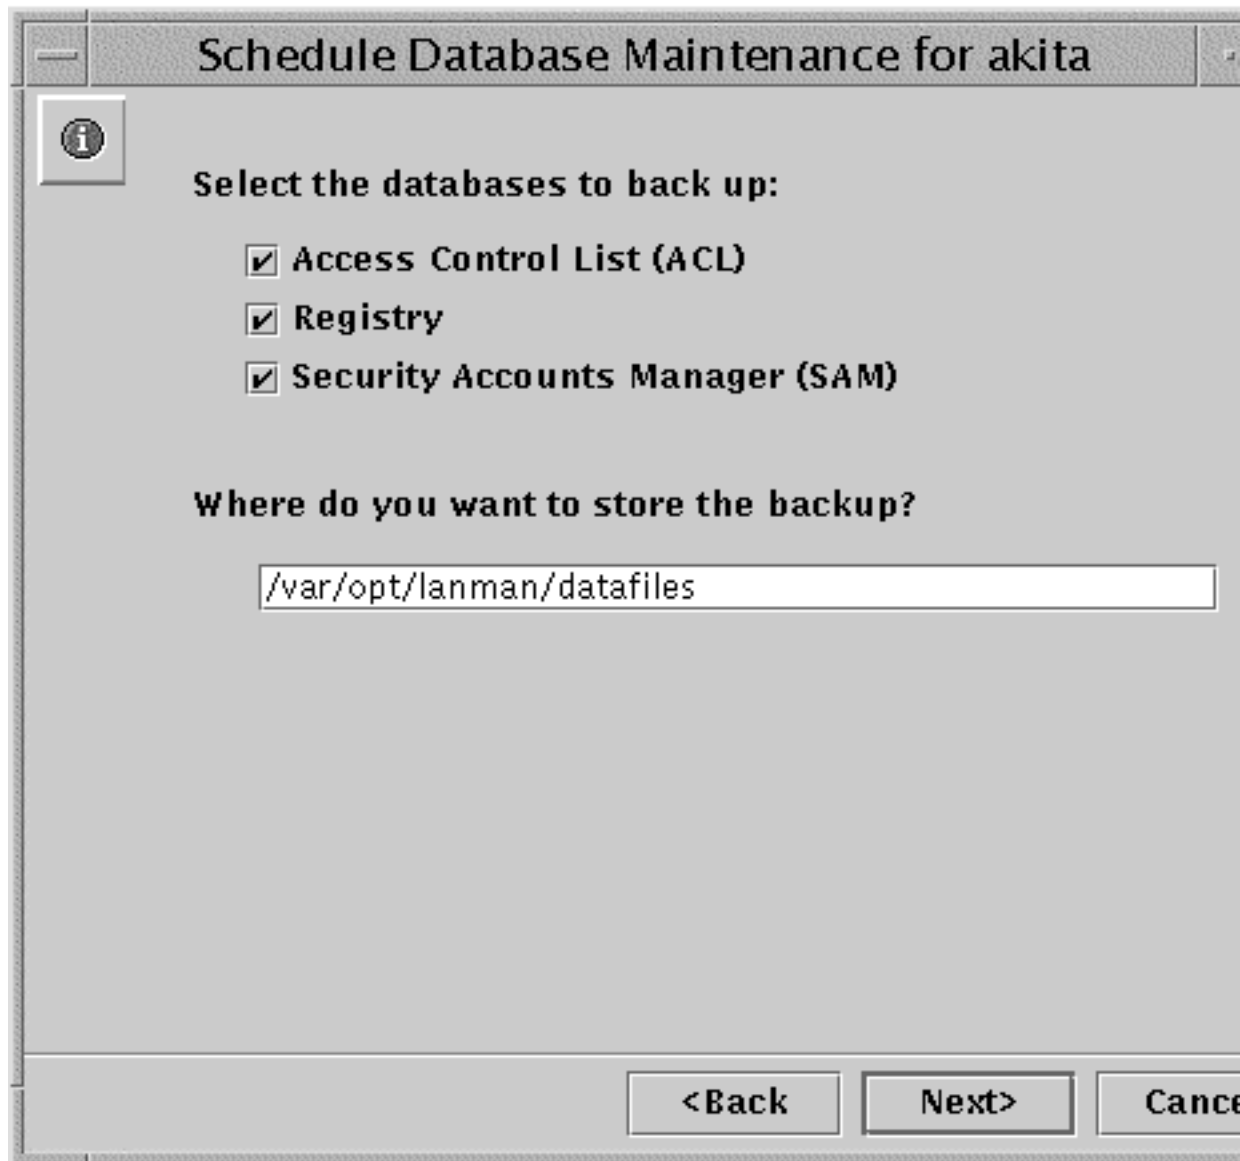 Schedule Database Maintenance for akita
Select the databases to back up:
Access Control List (ACL)
Registry
Security Accounts Manager (SAM)
Where do you want to store the backup?
/var/opt/lanman/datafiles
<Back Next> Cance